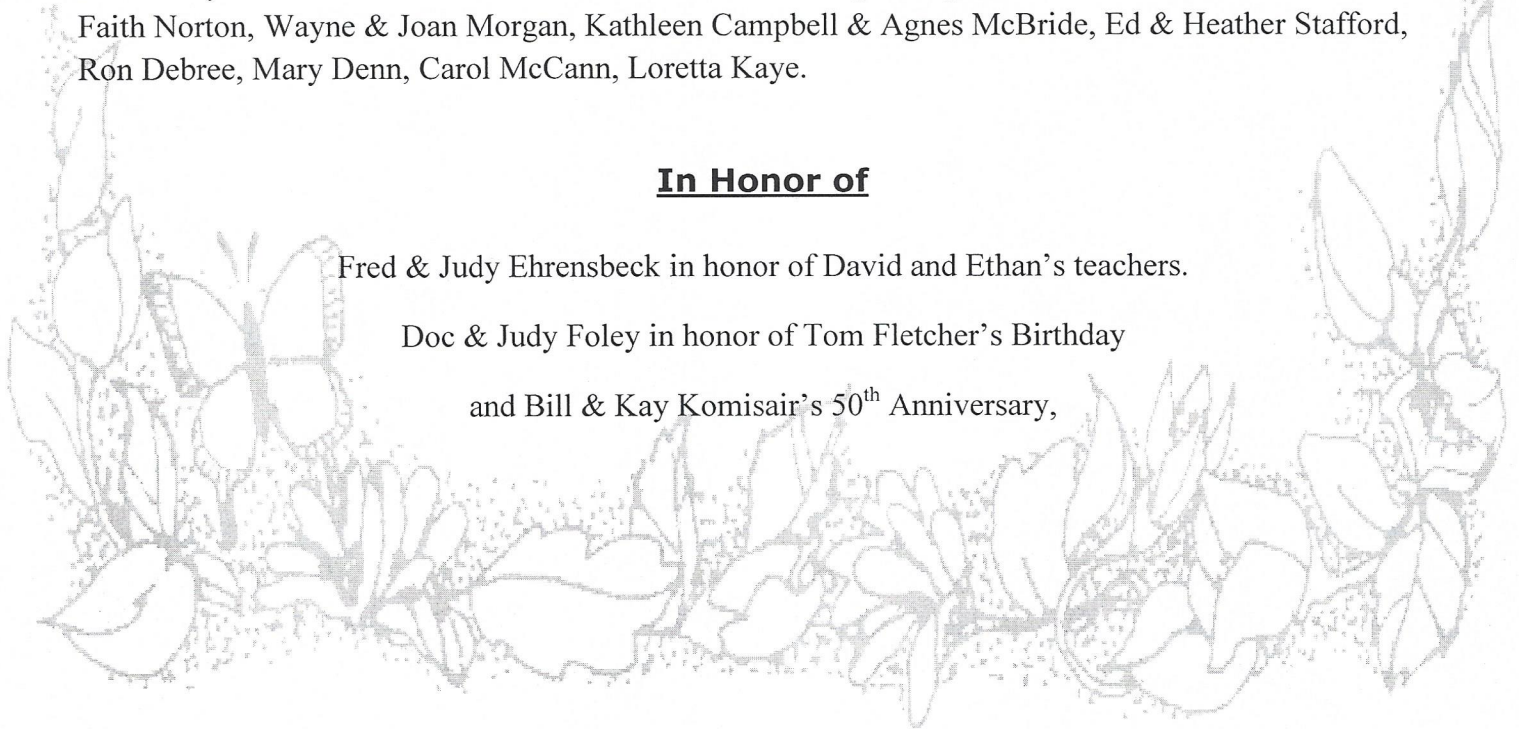 Faith Norton, Wayne & Joan Morgan, Kathleen Campbell & Agnes McBride, Ed & Heather Stafford,
Ron Debree, Mary Denn, Carol McCann, Loretta Kaye.
In Honor of
Fred & Judy Ehrensbeck in honor of David and Ethan's teachers.
Doc & Judy Foley in honor of Tom Fletcher's Birthday
and Bill & Kay Komisair's 50th Anniversary,